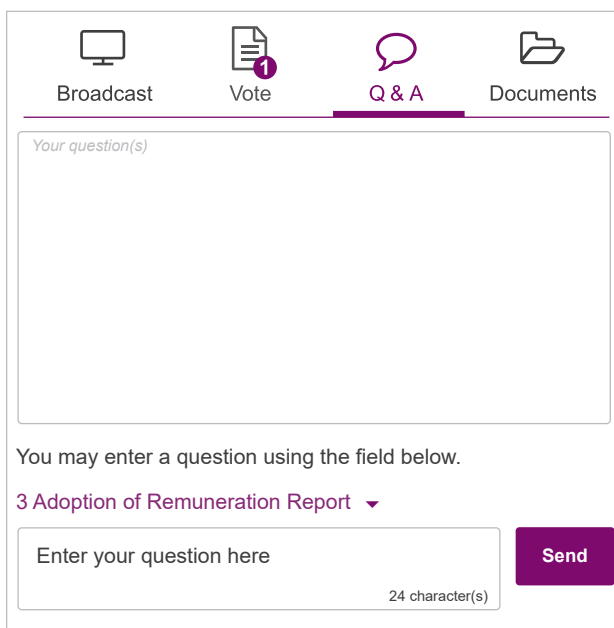 1
Broadcast Vote Q & A Documents
Your question(s)
You may enter a question using the field below.
3 Adoption of Remuneration Report
Enter your question here
Send
24 character(s)